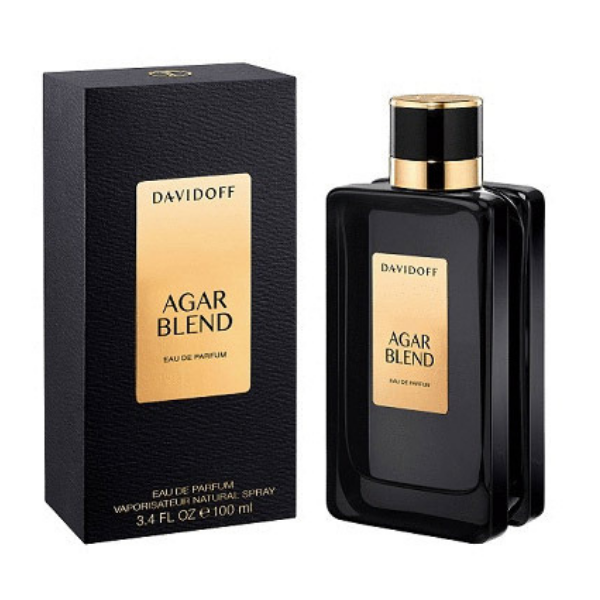 DAVIDOFF
AGAR
BLEND
EAU DE PARFUM
EAU DE PARFUM
VAPORISATEUR NATURAL SPRAY
3.4 FL OZ ℮ 100 ml
DAVIDOFF
AGAR
BLEND
EAU DE PARFUM